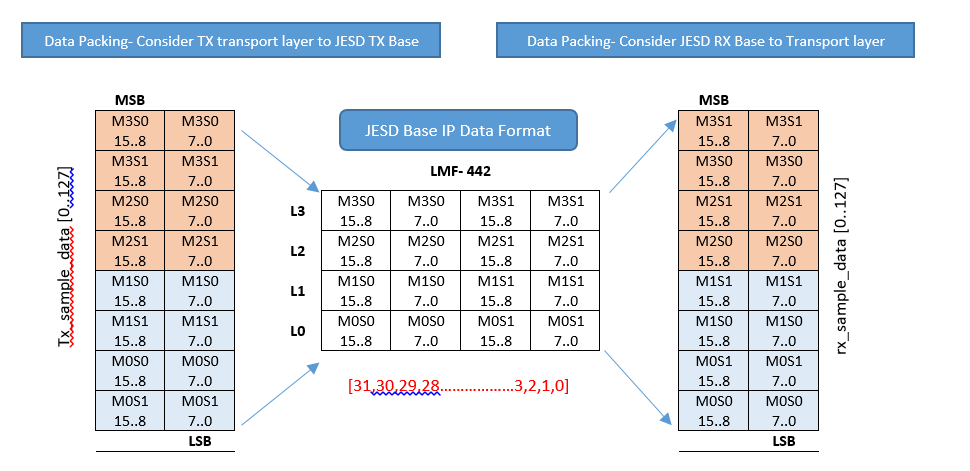 Data Packing- Consider TX transport layer to JESD TX Base
Data Packing- Consider JESD RX Base to Transport layer
MSB
M3S0 M3S0
15..8 7..0
M3S1 M3S1
15..8 7..0
M2S0 M2S0
15..8 7..0
M2S1 M2S1
15..8 7..0
M1S0 M1S0
15..8 7..0
M1S1 M1S1
15..8 7..0
M0S0 M0S0
15..8 7..0
M0S1 M0S1
15..8 7..0
LSB
Tx_sample_data [0..127]
JESD Base IP Data Format
LMF- 442
L3
M3S0 M3S0 M3S1 M3S1
15..8 7..0 15..8 7..0
L2
M2S0 M2S0 M2S1 M2S1
15..8 7..0 15..8 7..0
L1
M1S0 M1S0 M1S1 M1S1
15..8 7..0 15..8 7..0
L0
M0S0 M0S0 M0S1 M0S1
15..8 7..0 15..8 7..0
[31,30,29,28..................3,2,1,0]
MSB
M3S1 M3S1
15..8 7..0
M3S0 M3S0
15..8 7..0
M2S1 M2S1
15..8 7..0
M2S0 M2S0
15..8 7..0
M1S1 M1S1
15..8 7..0
M1S0 M1S0
15..8 7..0
M0S1 M0S1
15..8 7..0
M0S0 M0S0
15..8 7..0
LSB
rx_sample_data [0..127]